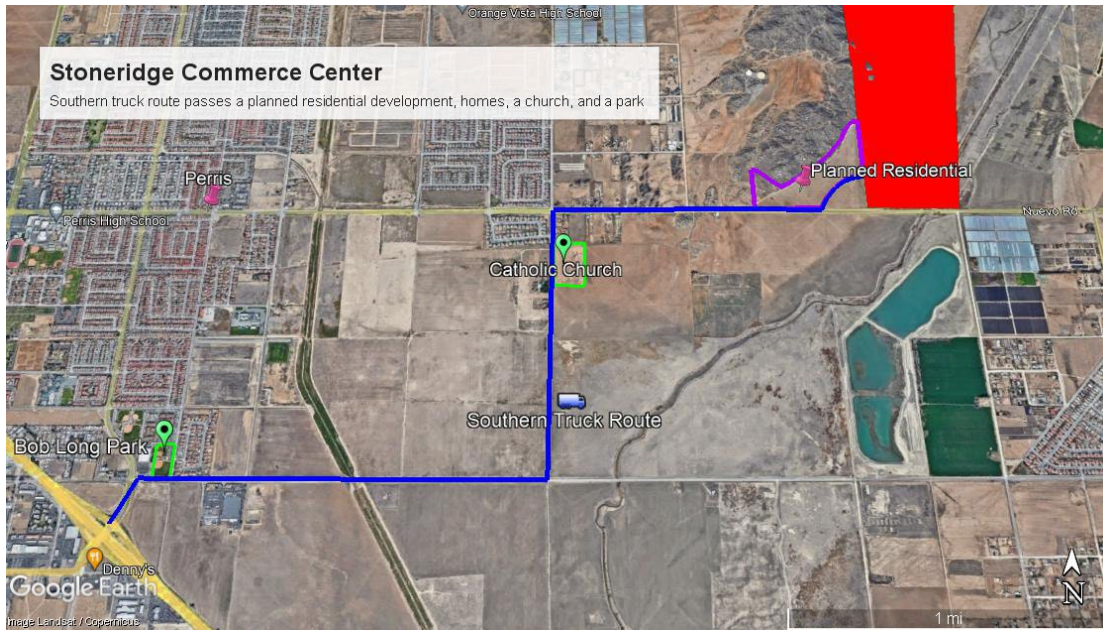 Orange Vista High School
Stoneridge Commerce Center
Southern truck route passes a planned residential development, homes, a church, and a park
Planned Residential
Perris
Perris High School
Nuevo Rd
Catholic Church
Southern Truck Route
Bob Long Park
Denny's
Google Earth
N
1 mi
Image Landsat / Copernicus